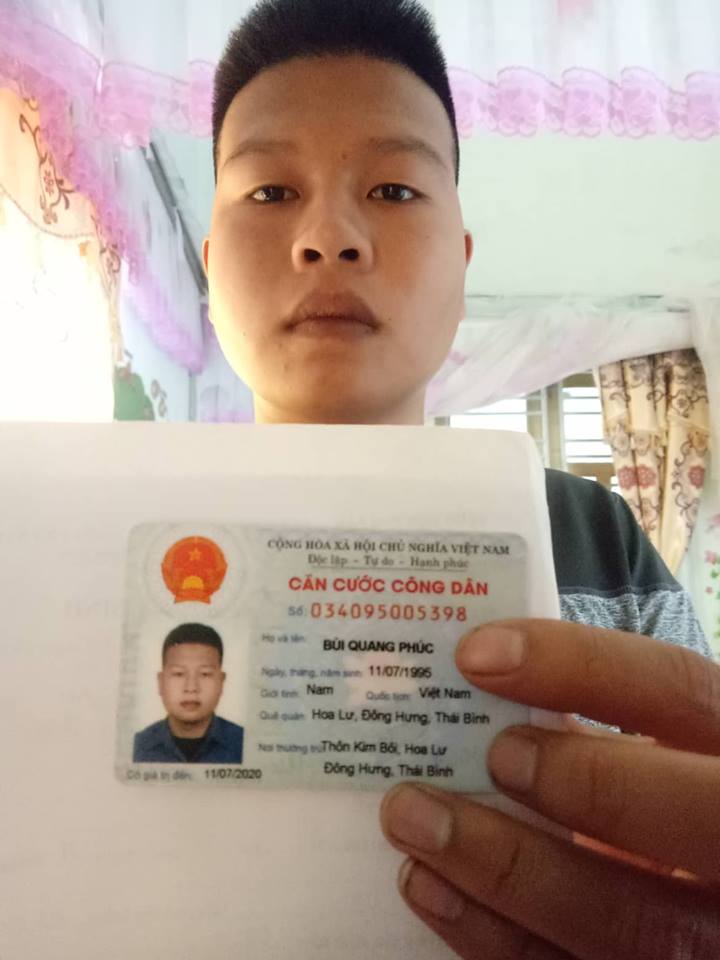 CỘNG HÒA XÃ HỘI CHỦ NGHĨA VIỆT NAM
Độc lập - Tự do - Hạnh phúc
CĂN CƯỚC CÔNG DÂN
Số: 034095005398
Họ và tên: BÙI QUANG PHÚC
Ngày, tháng, năm sinh: 11/07/1995
Giới tính: Nam Quốc tịch: Việt Nam
Quê quán: Hoa Lư, Đông Hưng, Thái Bình
Nơi thường trú: Thôn Kim Bôi, Hoa Lư
Đông Hưng, Thái Bình
Có giá trị đến: 11/07/2020